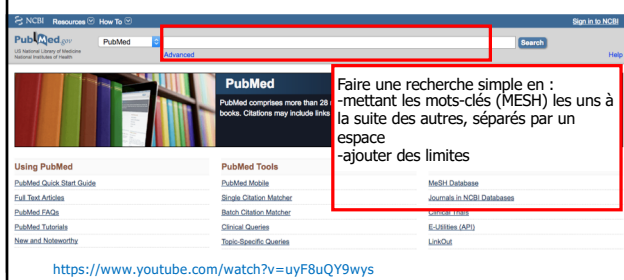 NCBI Resources How To Sign in to NCBI
PubMed.gov PubMed Search
US National Library of Medicine
National Institutes of Health
Advanced Help
PubMed
PubMed comprises more than 28
books. Citations may include links
Faire une recherche simple en :
-mettant les mots-clés (MESH) les uns à
la suite des autres, séparés par un
espace
-ajouter des limites
Using PubMed
PubMed Quick Start Guide
Full Text Articles
PubMed FAQs
PubMed Tutorials
New and Noteworthy
PubMed Tools
PubMed Mobile
Single Citation Matcher
Batch Citation Matcher
Clinical Queries
Topic-Specific Queries
MeSH Database
Journals in NCBI Databases
Clinical Trials
E-Utilities (API)
LinkOut
https://www.youtube.com/watch?v=uyF8uQY9wys